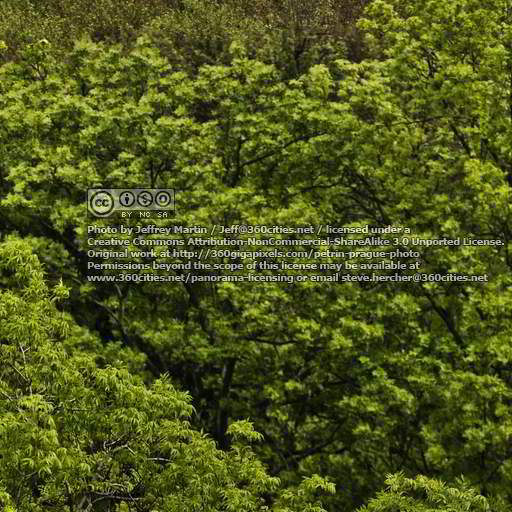 cc
BY NC SA
Photo by Jeffrey Martin / Jeff@360cities.net / licensed under a
Creative Commons Attribution-NonCommercial-ShareAlike 3.0 Unported License.
Original work at http://360gigapixels.com/petrin-prague-photo
Permissions beyond the scope of this license may be available at
www.360cities.net/panorama-licensing or email steve.hercher@360cities.net